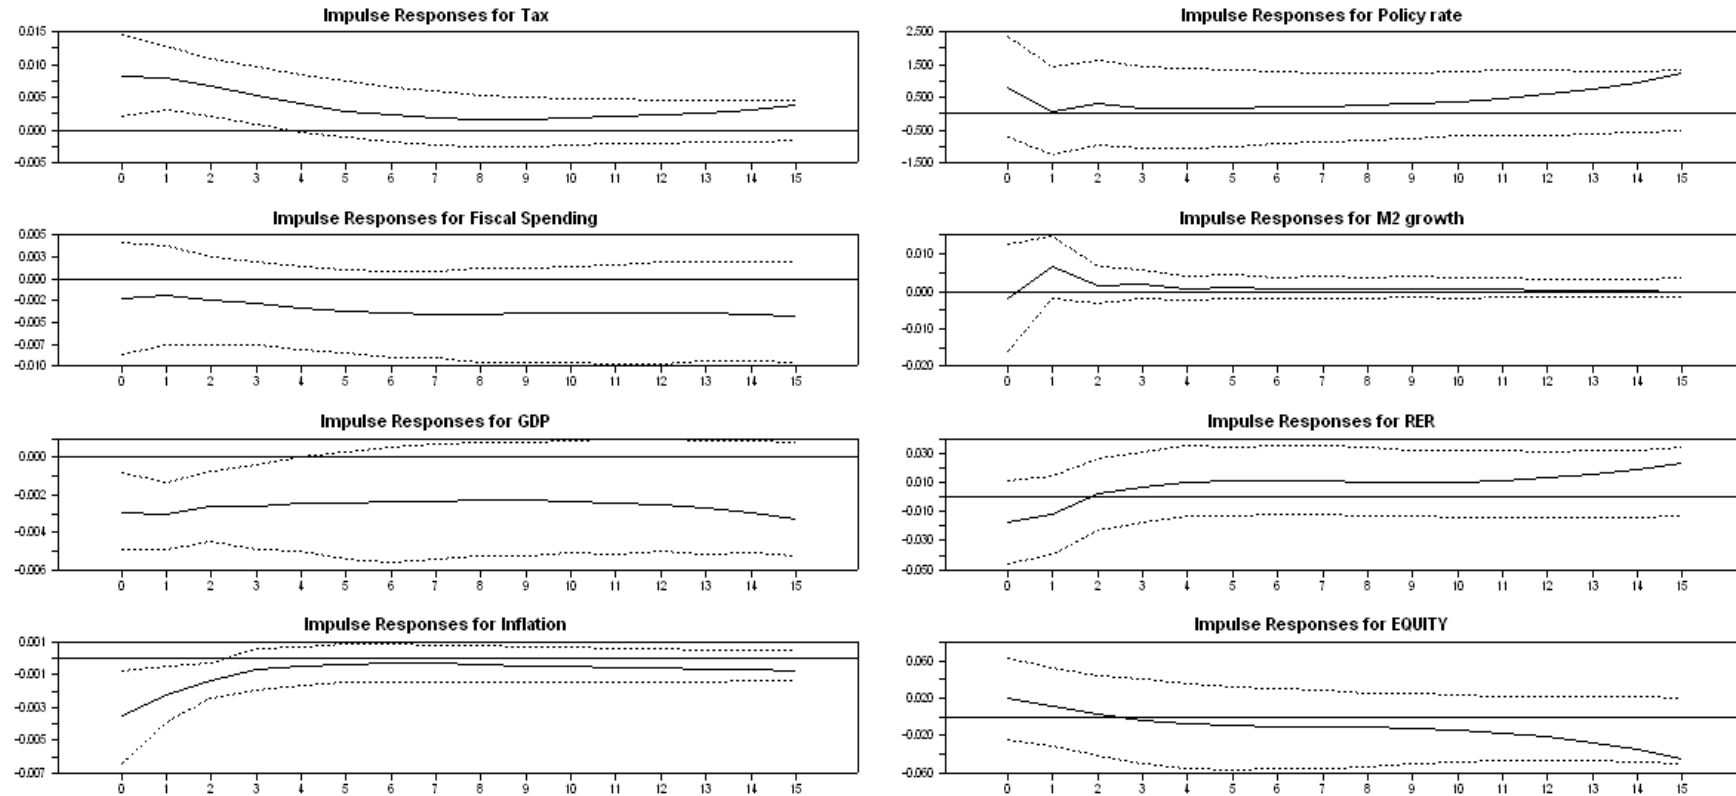 Impulse Responses for Tax
0.015
0.010
0.005
0.000
-0.005
0 1 2 3 4 5 6 7 8 9 10 11 12 13 14 15
Impulse Responses for Fiscal Spending
0.005
0.003
0.000
-0.002
-0.005
-0.007
-0.010
0 1 2 3 4 5 6 7 8 9 10 11 12 13 14 15
Impulse Responses for GDP
0.000
-0.002
-0.004
-0.006
0 1 2 3 4 5 6 7 8 9 10 11 12 13 14 15
Impulse Responses for Inflation
0.001
-0.001
-0.003
-0.005
-0.007
0 1 2 3 4 5 6 7 8 9 10 11 12 13 14 15
Impulse Responses for Policy rate
2.500
1.500
0.500
-0.500
-1.500
0 1 2 3 4 5 6 7 8 9 10 11 12 13 14 15
Impulse Responses for M2 growth
0.010
0.000
-0.010
-0.020
0 1 2 3 4 5 6 7 8 9 10 11 12 13 14 15
Impulse Responses for RER
0.030
0.010
-0.010
-0.030
-0.050
0 1 2 3 4 5 6 7 8 9 10 11 12 13 14 15
Impulse Responses for EQUITY
0.060
0.020
-0.020
-0.060
0 1 2 3 4 5 6 7 8 9 10 11 12 13 14 15